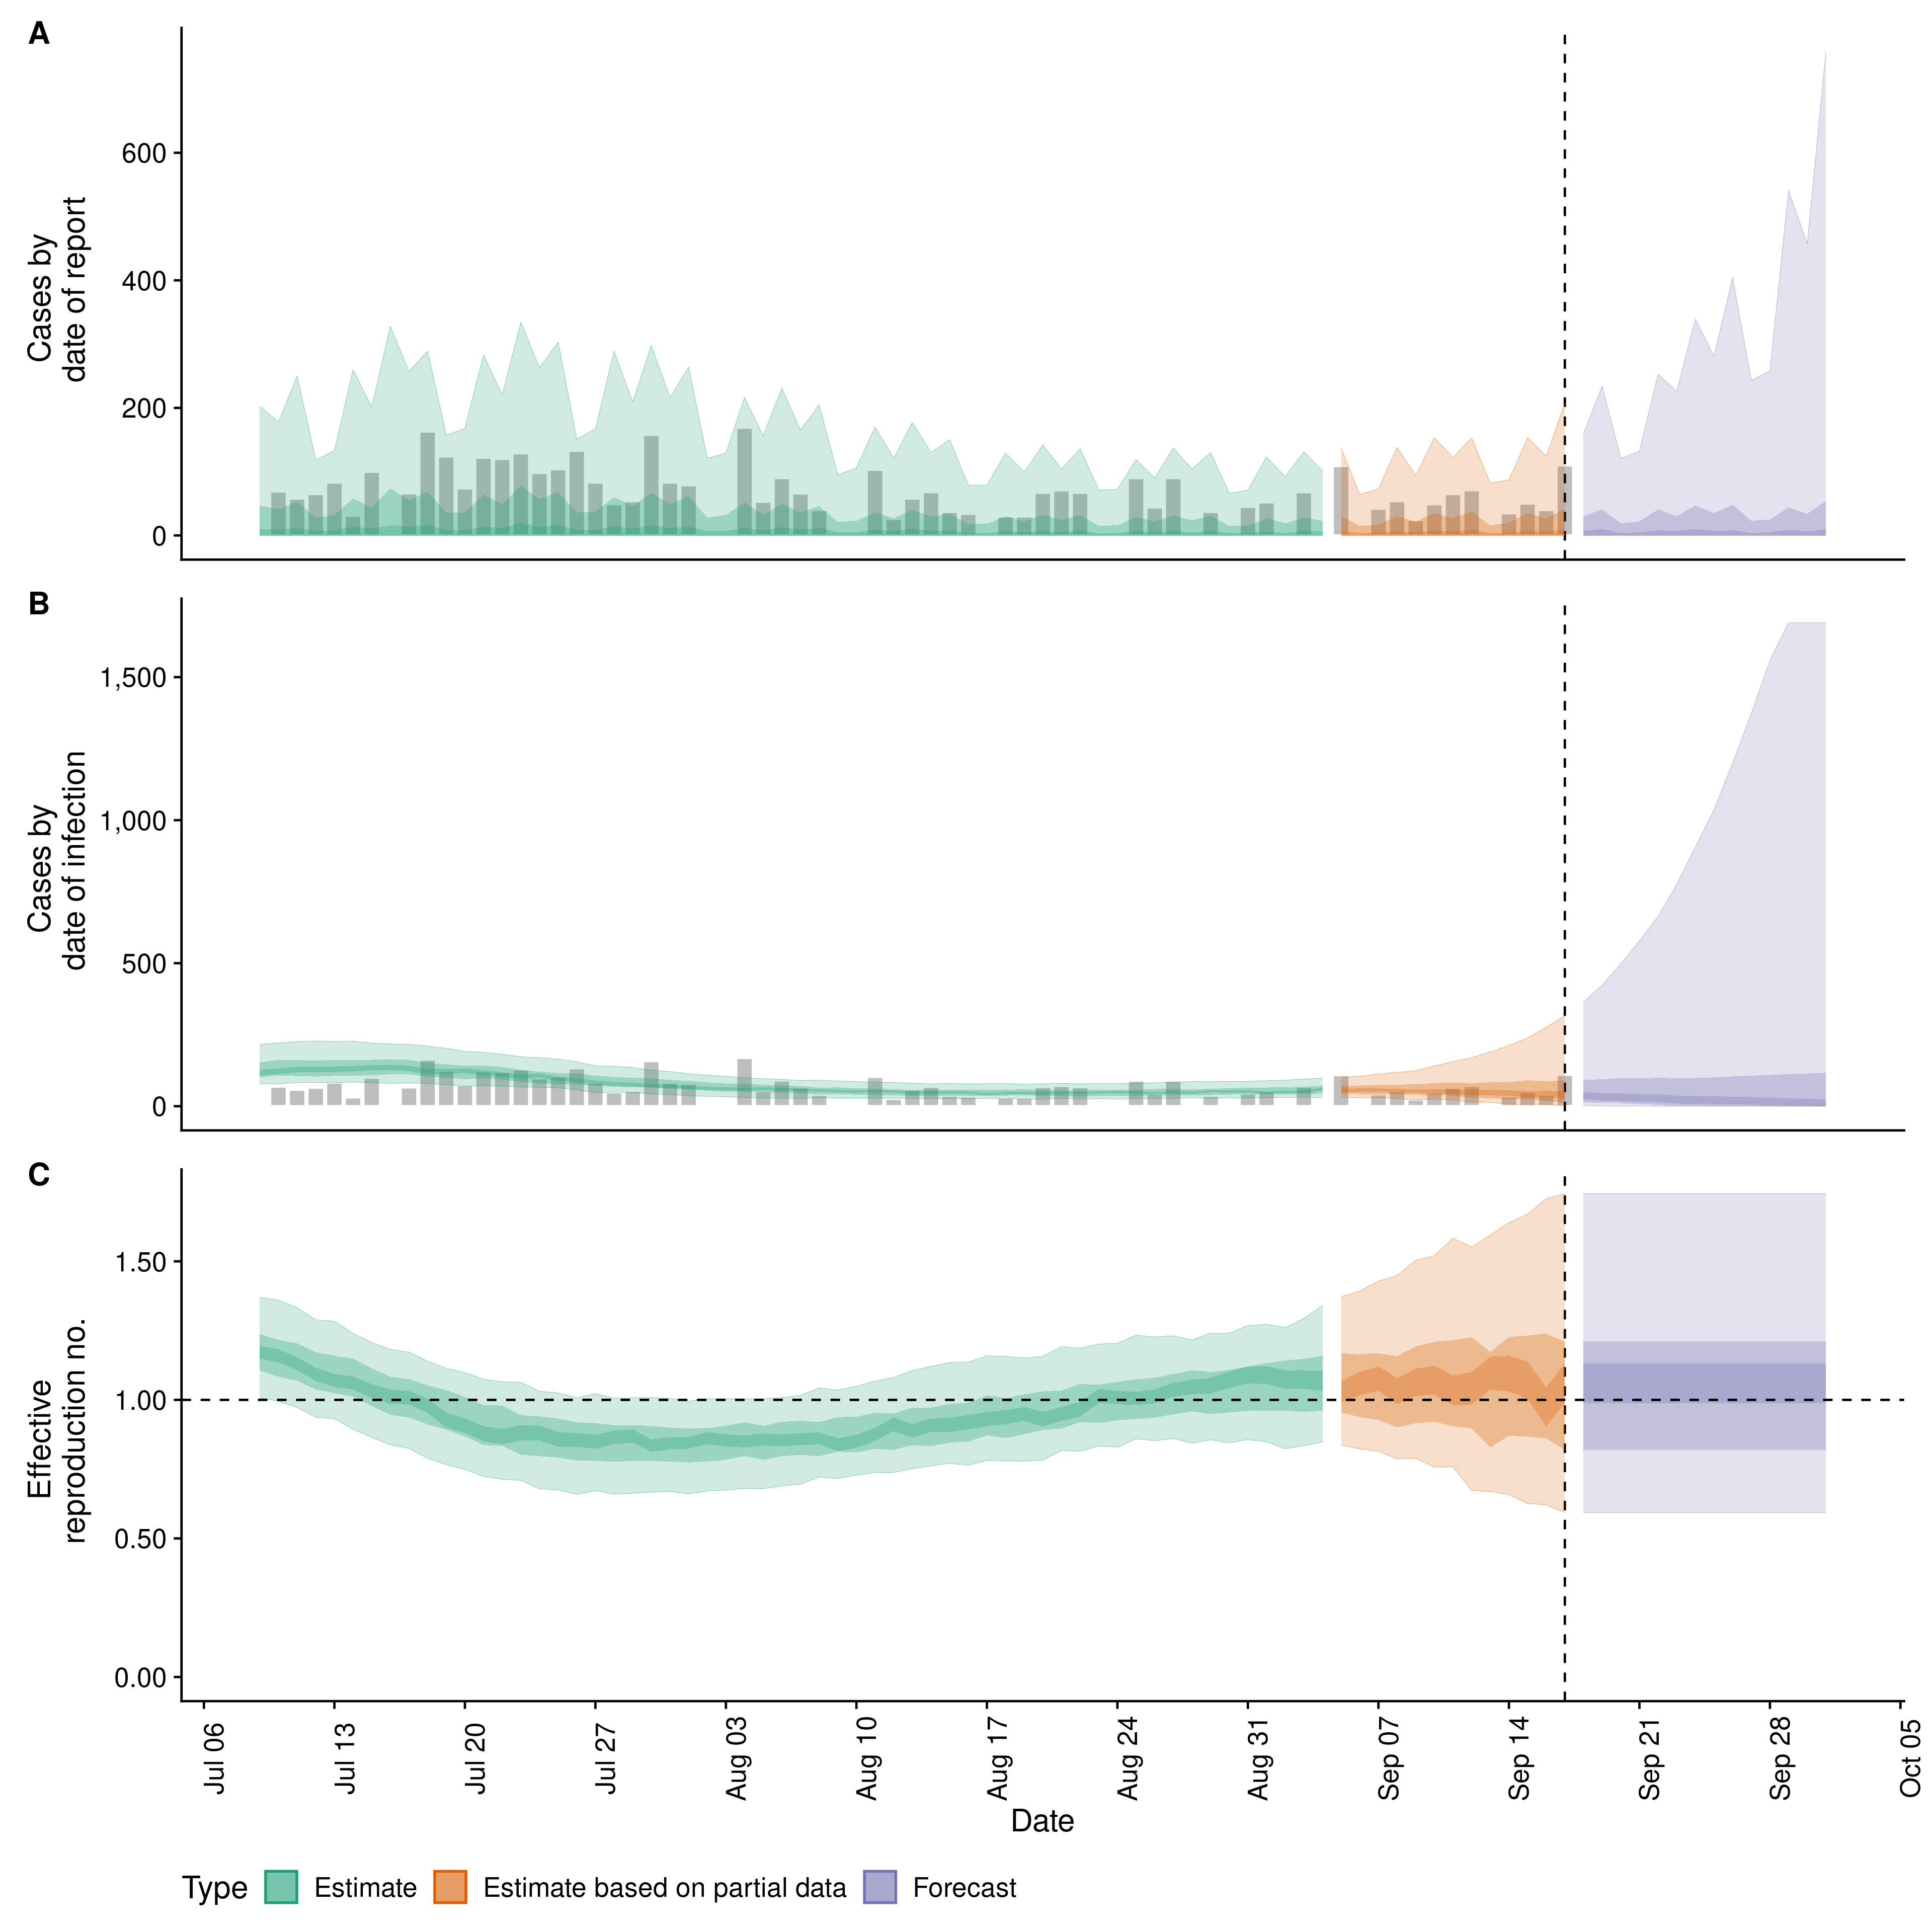 A
Cases by
date of report
600
400
200
0
B
Cases by
date of infection
1,500
1,000
500
0
C
Effective
reproduction no.
1.50
1.00
0.50
0.00
Jul 06
Jul 13
Jul 20
Jul 27
Aug 03
Aug 10
Aug 17
Aug 24
Aug 31
Sep 07
Sep 14
Sep 21
Sep 28
Oct 05
Date
Type Estimate Estimate based on partial data Forecast